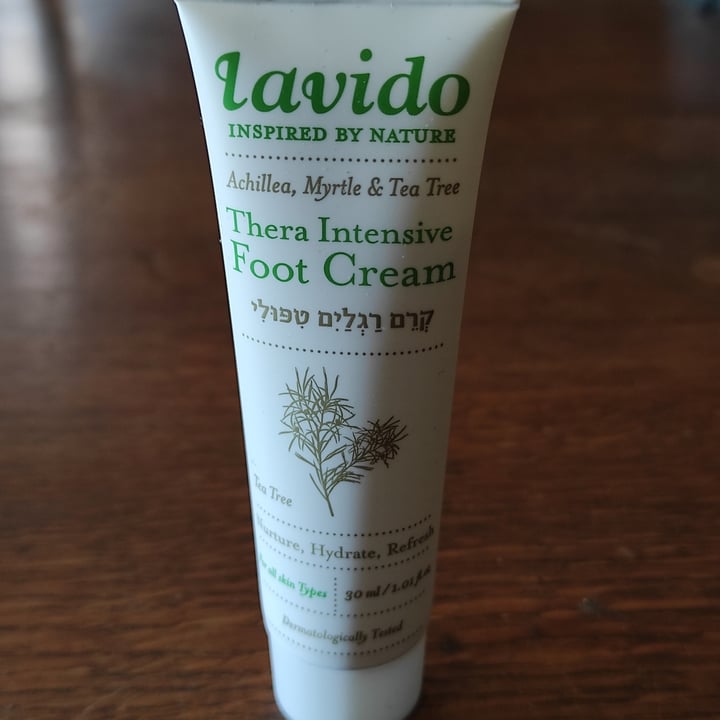 lavido
INSPIRED BY NATURE
Achillea, Myrtle & Tea Tree
Thera Intensive
Foot Cream
קְרֵם רַגְלַיִם טִפּוּלִי
Tea Tree
Nurture, Hydrate, Refresh
For all skin Types
30 ml / 1.01 fl.oz.
Dermatologically Tested